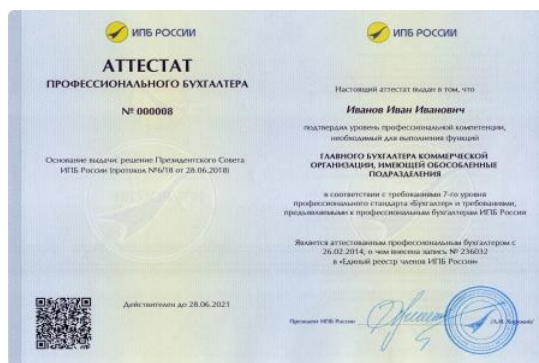 ИПБ РОССИИ
АТТЕСТАТ
ПРОФЕССИОНАЛЬНОГО БУХГАЛТЕРА
№ 000008
Основание выдачи: решение Президентского Совета
ИПБ России (протокол №6/18 от 28.06.2018)
Действителен до 28.06.2021
ИПБ РОССИИ
Настоящий аттестат выдан в том, что
Иванов Иван Иванович
подтвердил уровень профессиональной компетенции,
необходимый для выполнения функций
ГЛАВНОГО БУХГАЛТЕРА КОММЕРЧЕСКОЙ
ОРГАНИЗАЦИИ, ИМЕЮЩЕЙ ОБОСОБЛЕННЫЕ
ПОДРАЗДЕЛЕНИЯ
в соответствии с требованиями 7-го уровня
профессионального стандарта «Бухгалтер» и требованиями,
предъявляемыми к профессиональным бухгалтерам ИПБ России
Является аттестованным профессиональным бухгалтером с
26.02.2014, о чем внесена запись № 236032
в «Единый реестр членов ИПБ России»
Президент ИПБ России